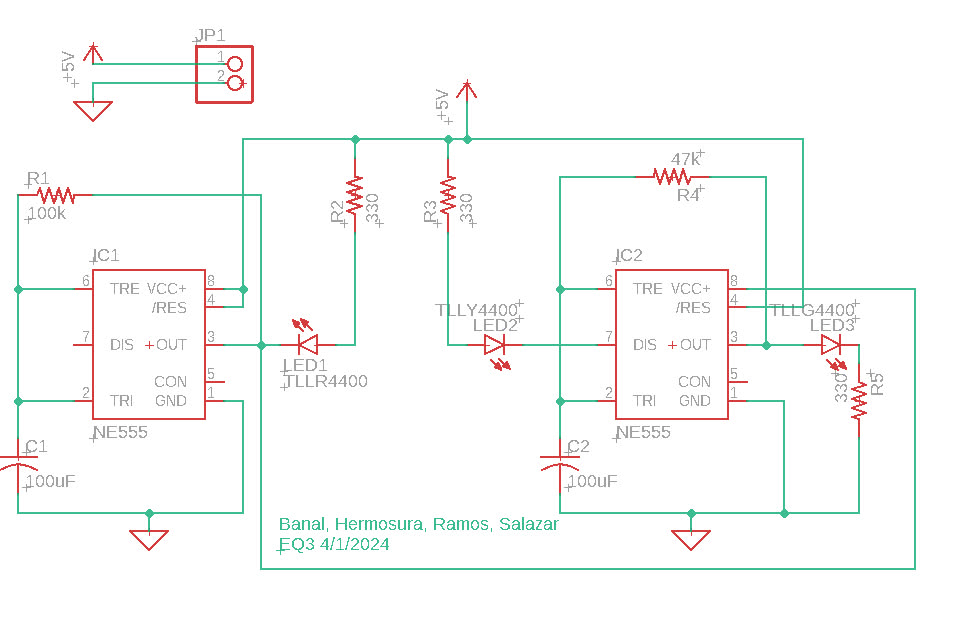 JP1
+5V
1
2
+5V
R1
100k
R2
330
R3
330
47k
R4
IC1
6
TRE VCC+
8
/RES
4
7
DIS
+OUT
3
CON
5
2
TRI
GND
1
NE555
LED1
TLLR4400
C1
100uF
TLLY4400
LED2
IC2
6
TRE VCC+
8
/RES
4
7
DIS
+OUT
3
CON
5
2
TRI
GND
1
NE555
TLLG4400
LED3
330
R5
C2
100uF
Banal, Hermosura, Ramos, Salazar
EQ3 4/1/2024